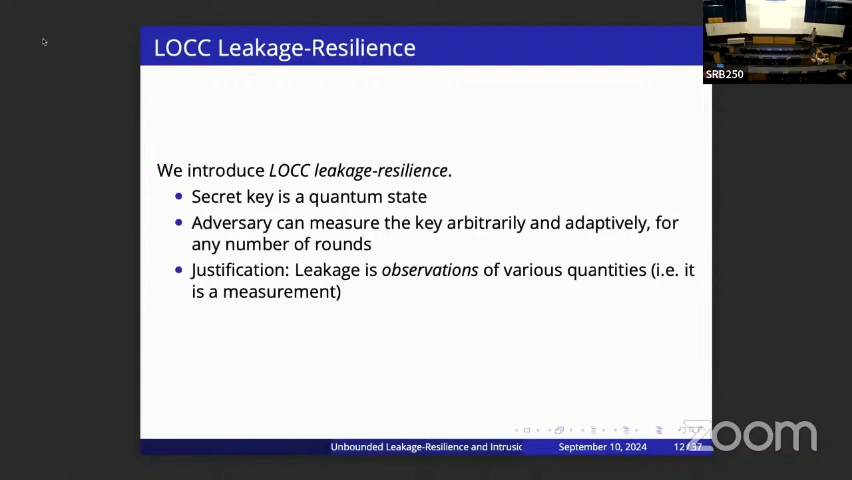 LOCC Leakage-Resilience
SRB250
We introduce LOCC leakage-resilience.
Secret key is a quantum state
Adversary can measure the key arbitrarily and adaptively, for
any number of rounds
Justification: Leakage is observations of various quantities (i.e. it
is a measurement)
zoom
Unbounded Leakage-Resilience and Intrusic
September 10, 2024
12 / 37